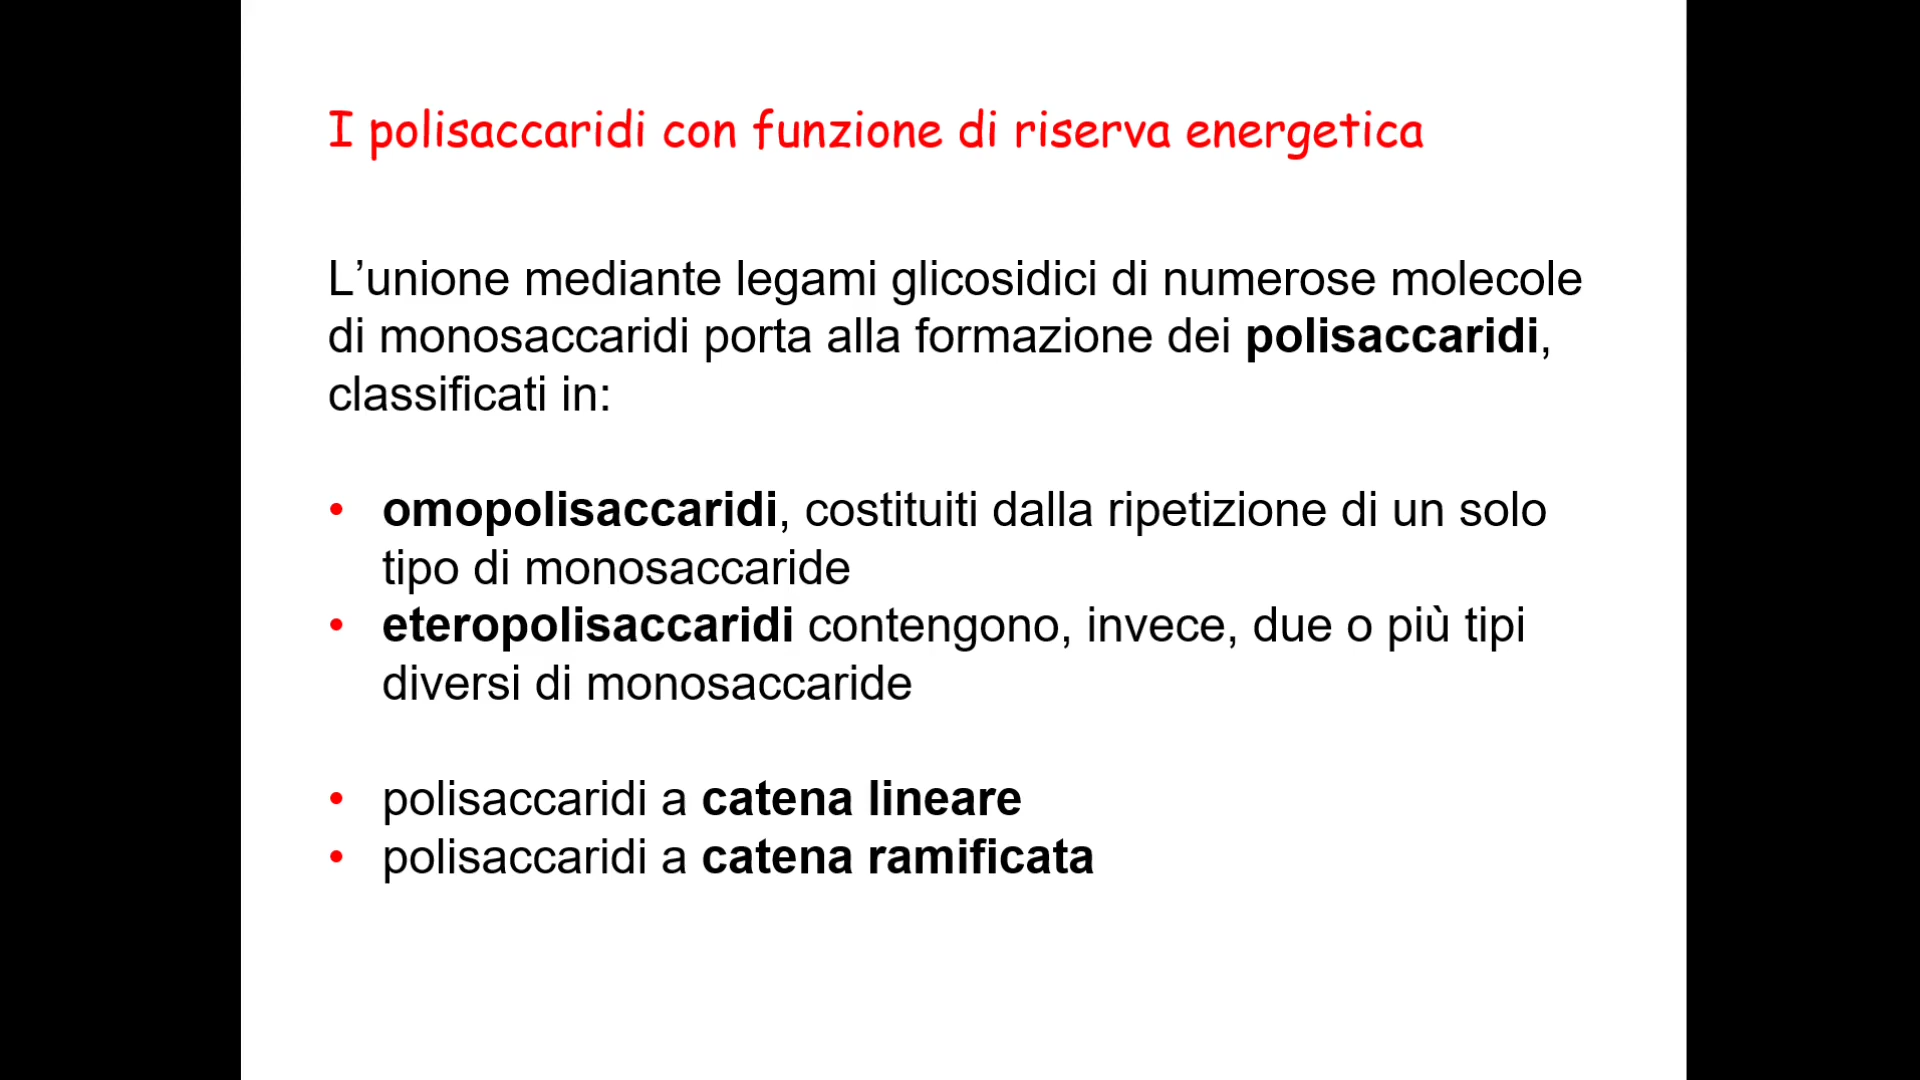 I polisaccaridi con funzione di riserva energetica
L’unione mediante legami glicosidici di numerose molecole
di monosaccaridi porta alla formazione dei polisaccaridi,
classificati in:
• omopolisaccaridi, costituiti dalla ripetizione di un solo
tipo di monosaccaride
• eteropolisaccaridi contengono, invece, due o più tipi
diversi di monosaccaride
• polisaccaridi a catena lineare
• polisaccaridi a catena ramificata